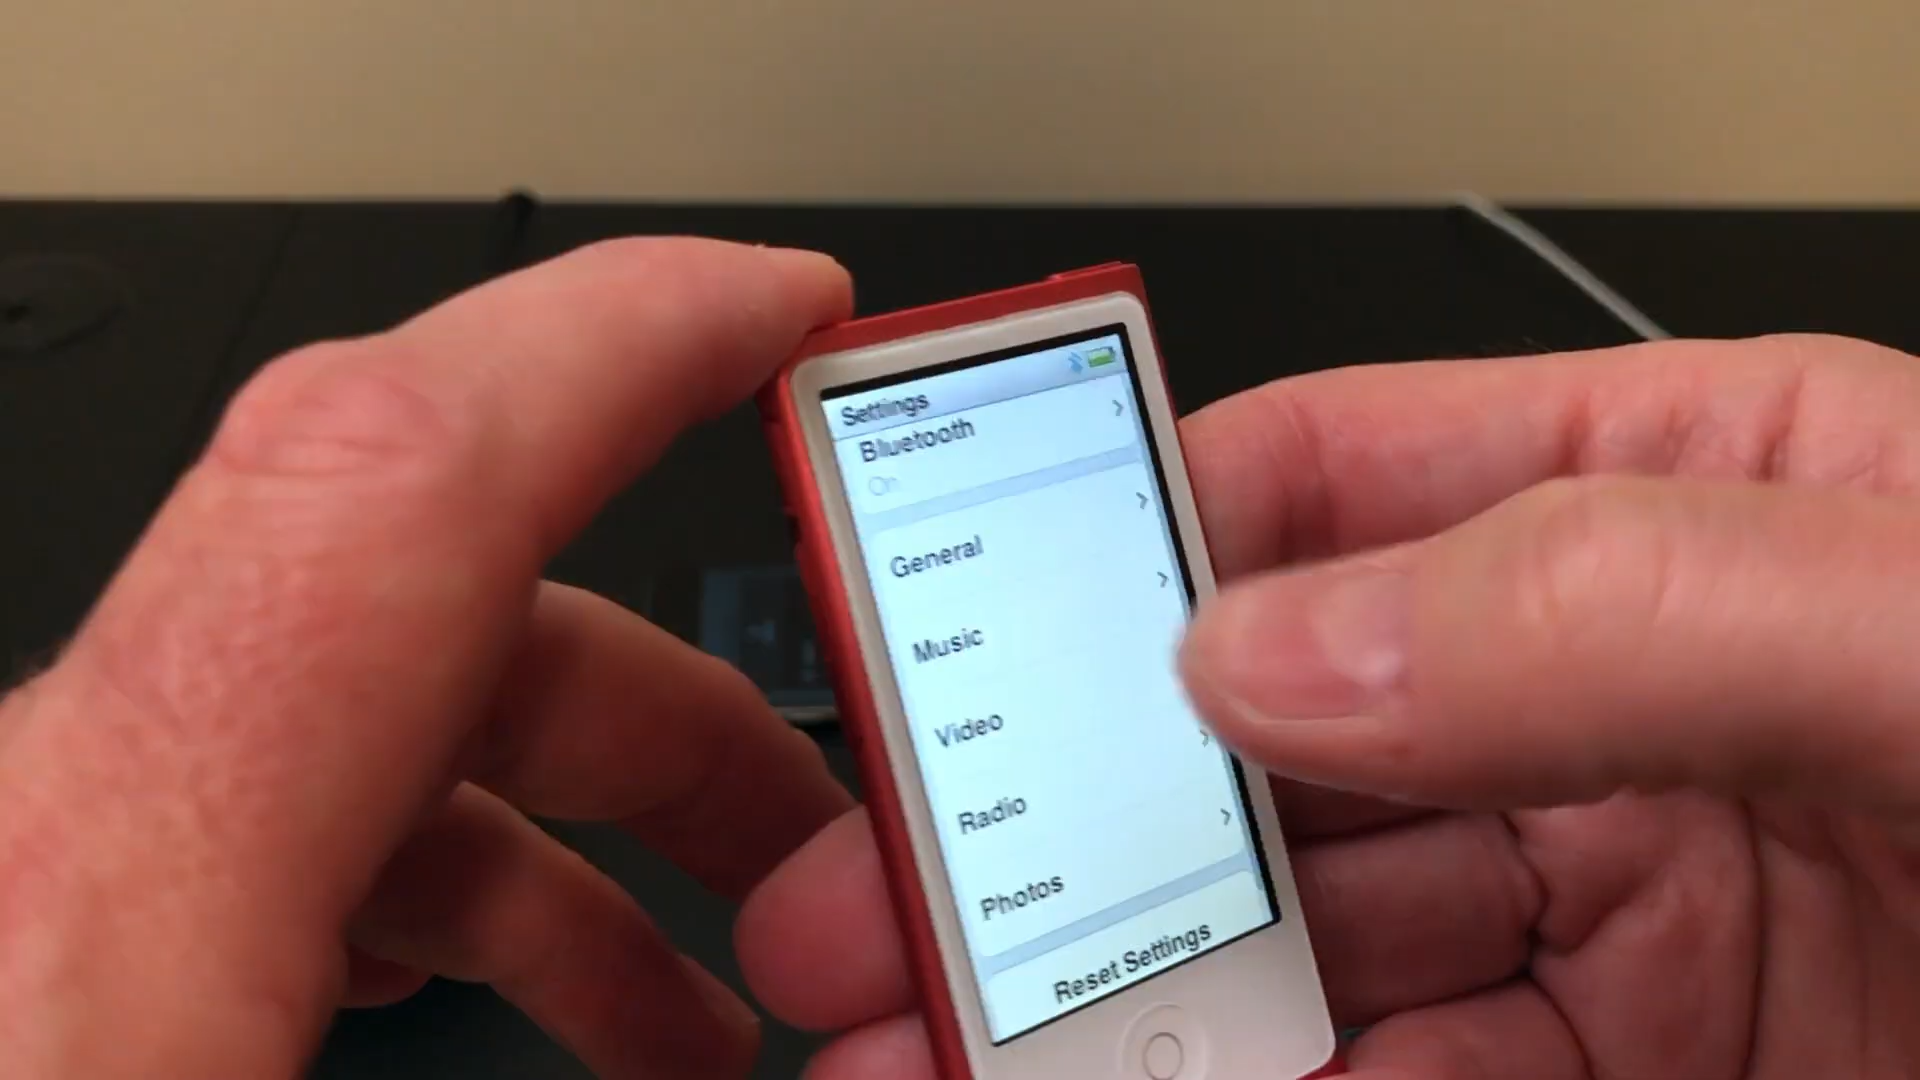 Settings
Bluetooth
On
General
Music
Video
Radio
Photos
Reset Settings